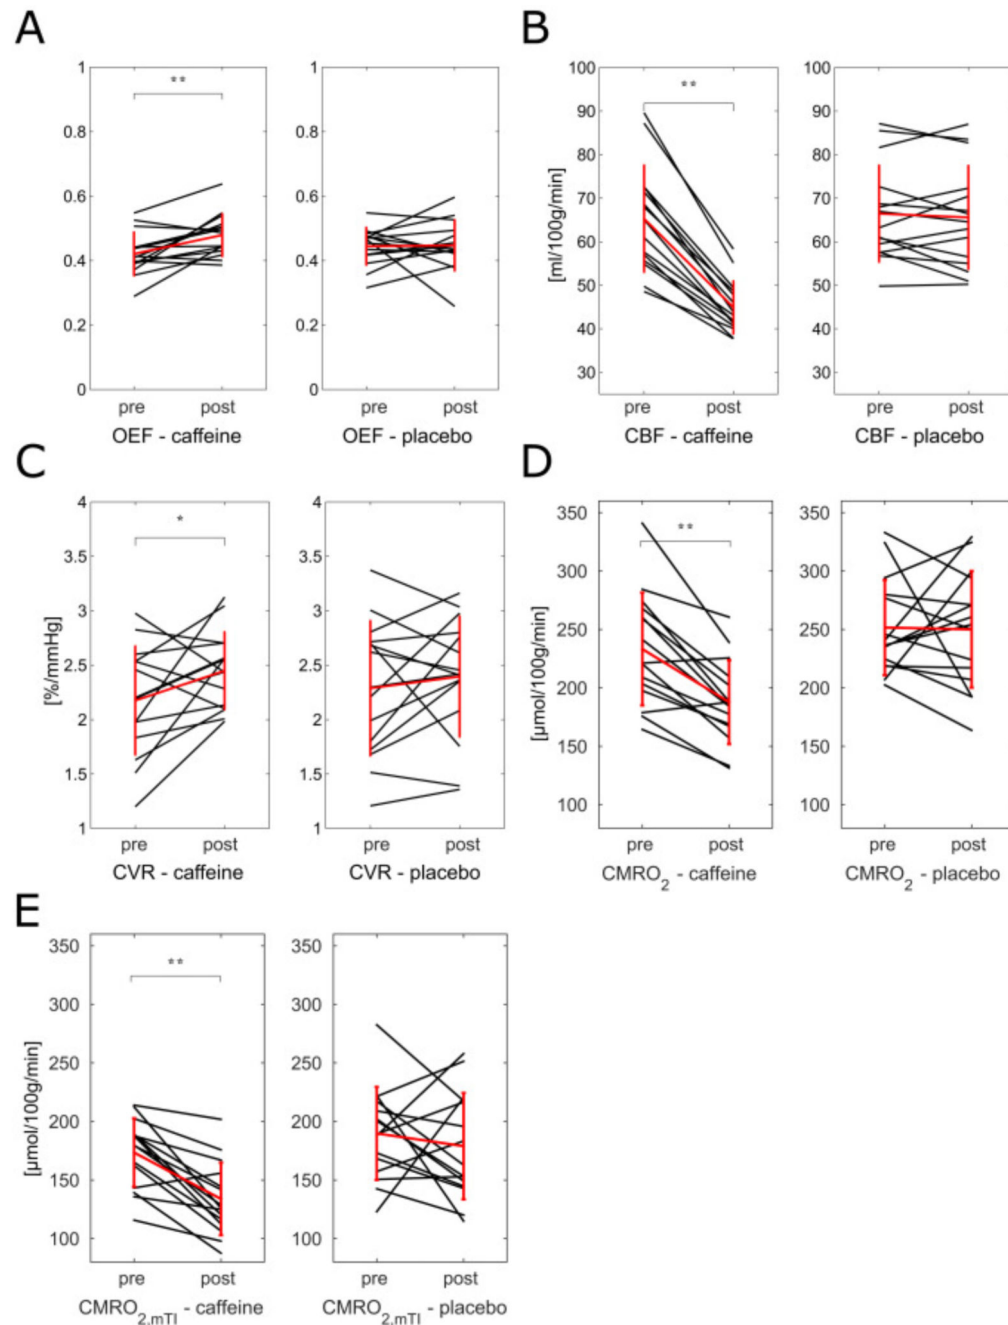 A
B
1
0.8
0.6
0.4
0.2
0
**
pre
post
OEF - caffeine
1
0.8
0.6
0.4
0.2
0
pre
post
OEF - placebo
[ml/100g/min]
100
90
80
70
60
50
40
30
**
pre
post
CBF - caffeine
100
90
80
70
60
50
40
30
pre
post
CBF - placebo
C
D
[%/mmHg]
4
3.5
3
2.5
2
1.5
1
*
pre
post
CVR - caffeine
4
3.5
3
2.5
2
1.5
1
pre
post
CVR - placebo
[µmol/100g/min]
350
300
250
200
150
100
**
pre
post
CMRO2 - caffeine
350
300
250
200
150
100
pre
post
CMRO2 - placebo
E
[µmol/100g/min]
350
300
250
200
150
100
**
pre
post
CMRO2,mTI - caffeine
350
300
250
200
150
100
pre
post
CMRO2,mTI - placebo